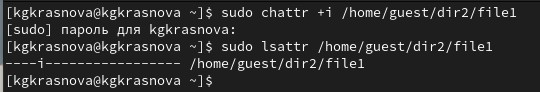 [kgkrasnova@kgkrasnova ~]$ sudo chattr +i /home/guest/dir2/file1
[sudo] пароль для kgkrasnova:
[kgkrasnova@kgkrasnova ~]$ sudo lsattr /home/guest/dir2/file1
----i----------------- /home/guest/dir2/file1
[kgkrasnova@kgkrasnova ~]$